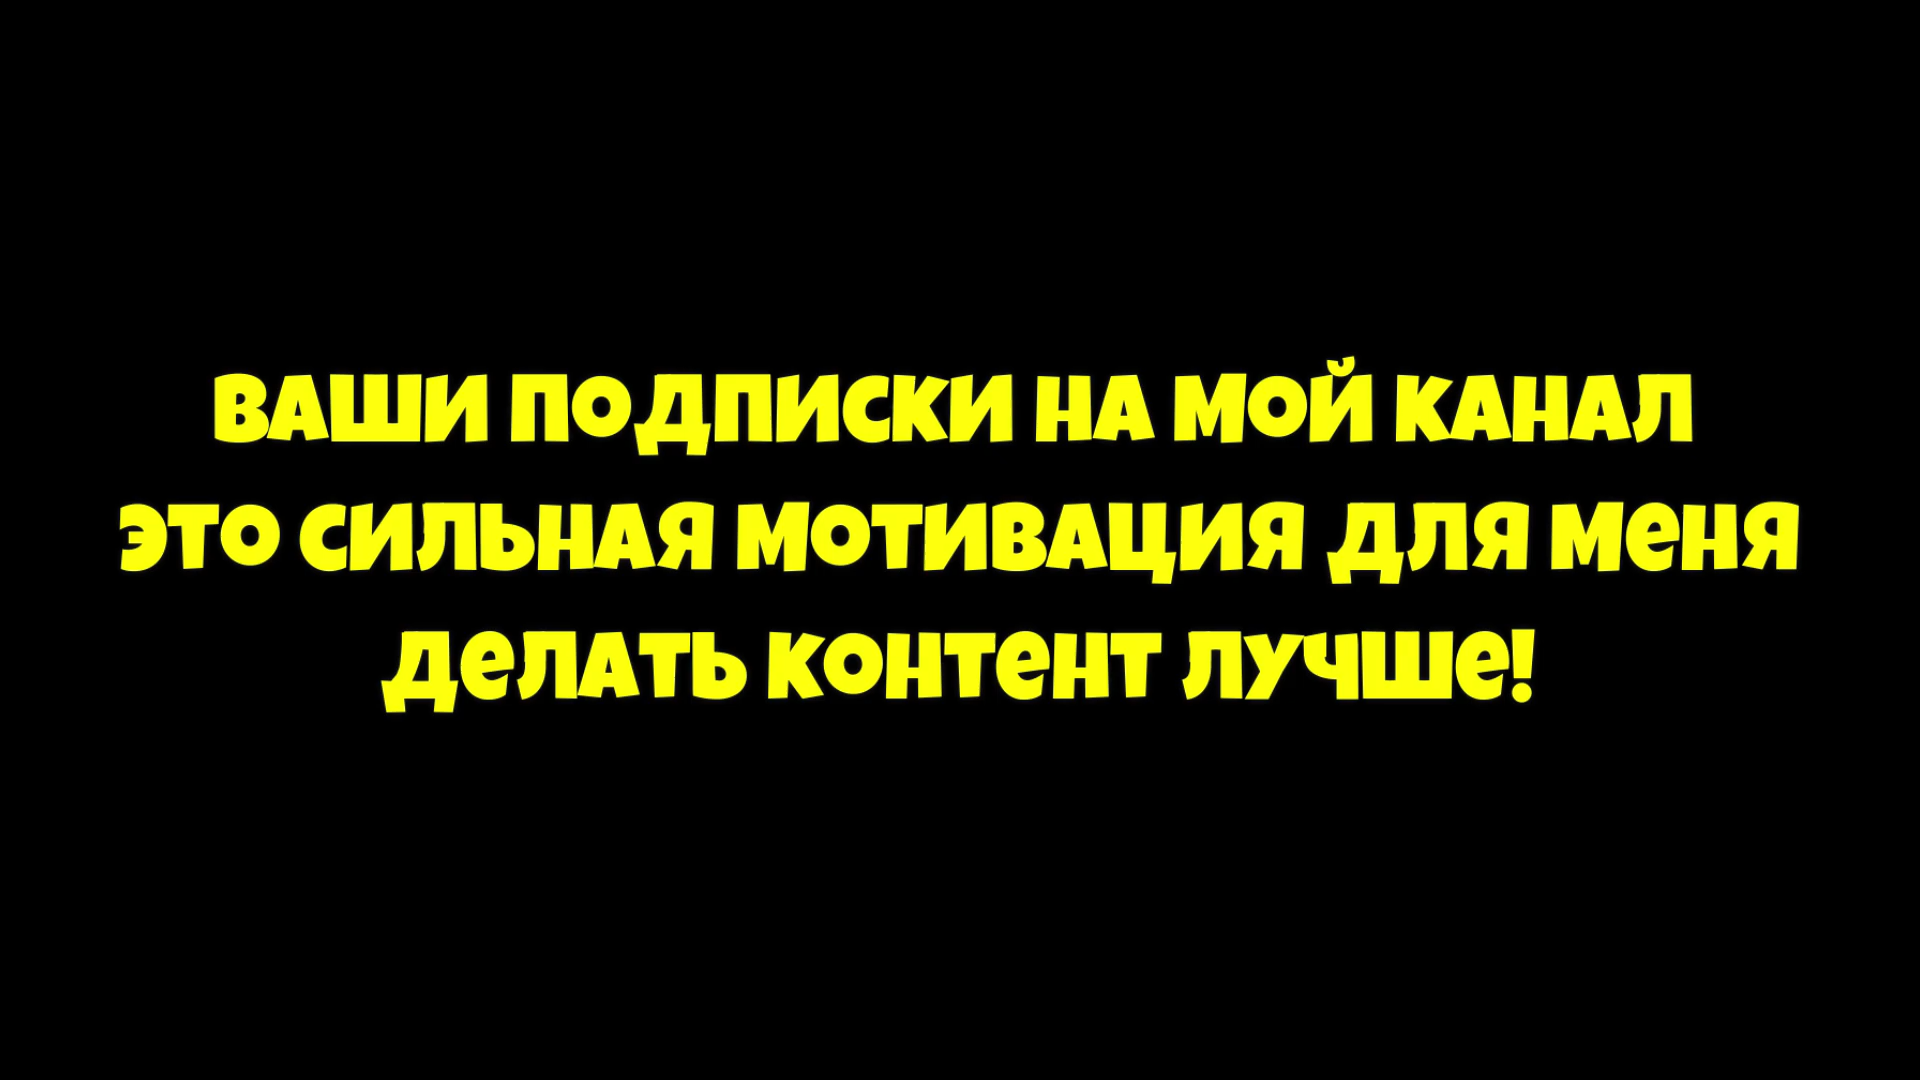 ВАШИ ПОДПИСКИ НА МОЙ КАНАЛ
ЭТО СИЛЬНАЯ МОТИВАЦИЯ ДЛЯ МЕНЯ
ДЕЛАТЬ КОНТЕНТ ЛУЧШЕ!